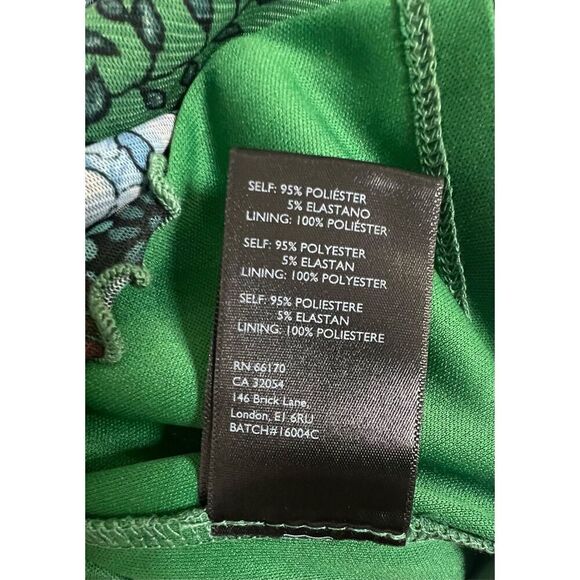 SELF: 95% POLIÉSTER
5% ELASTANO
LINING: 100% POLIÉSTER
SELF: 95% POLYESTER
5% ELASTAN
LINING: 100% POLYESTER
SELF: 95% POLIESTERE
5% ELASTAN
LINING: 100% POLIESTERE
RN 66170
CA 32054
146 Brick Lane,
London, E1 6RU
BATCH#16004C